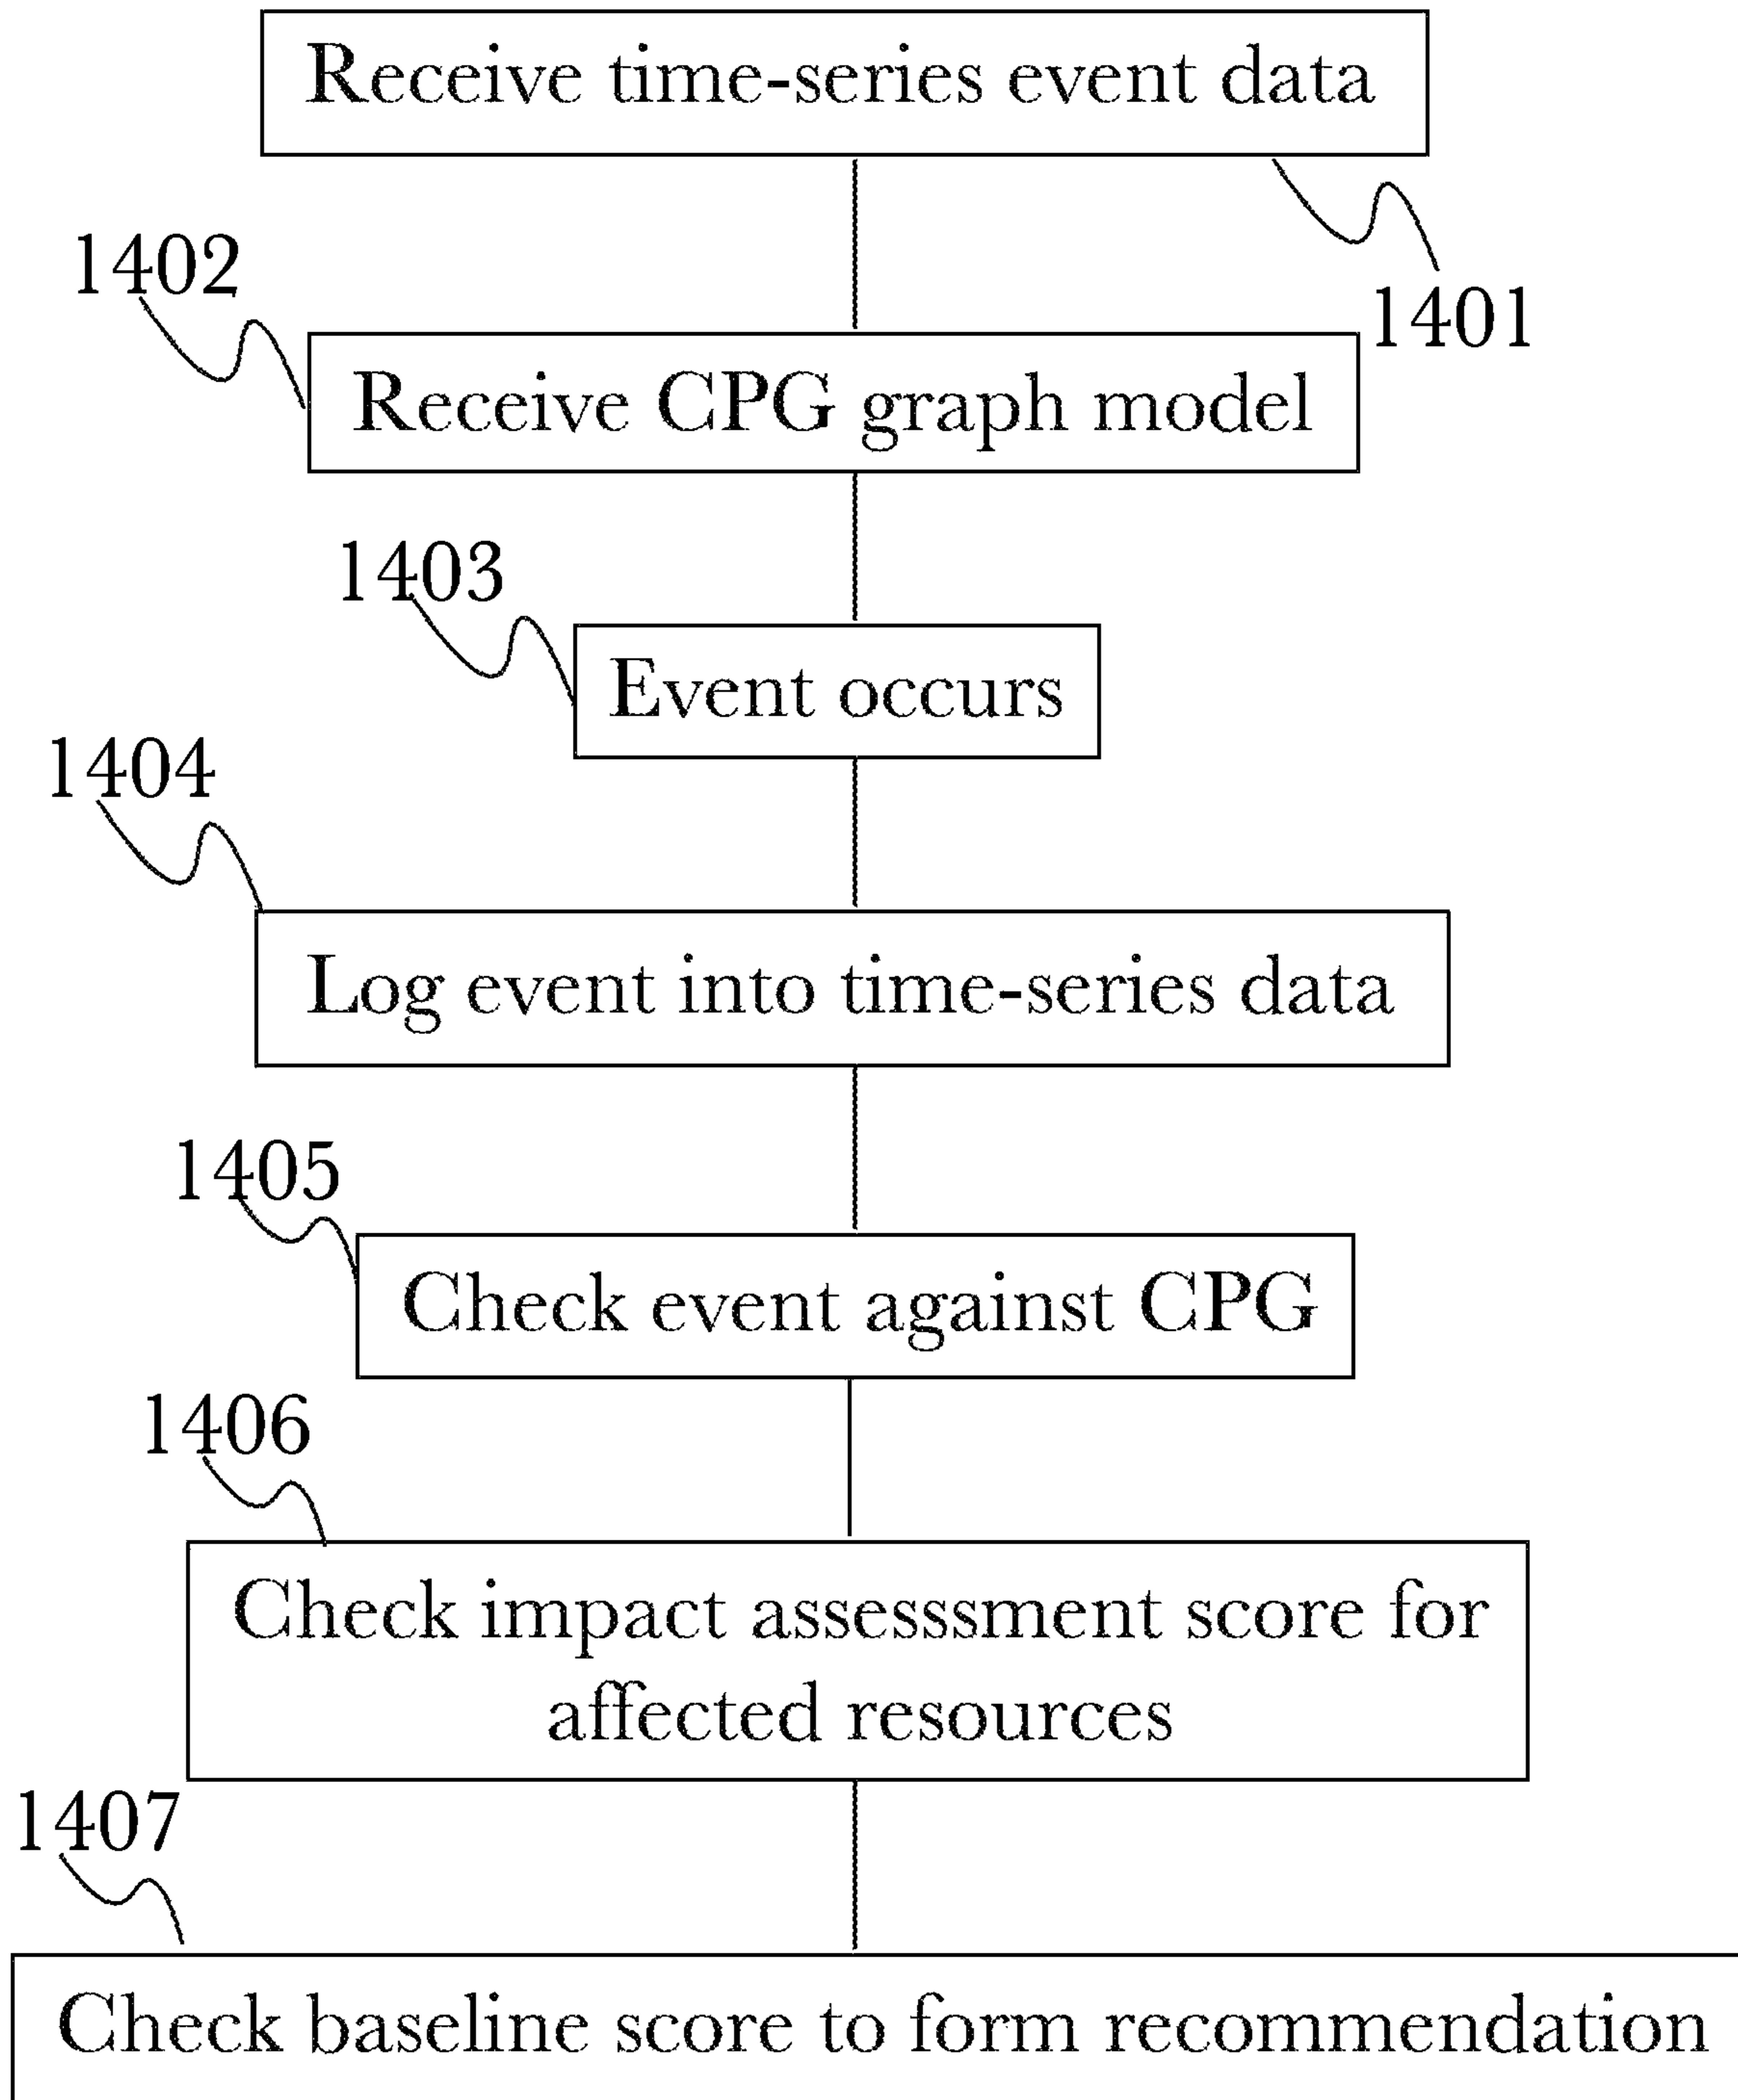 Receive time-series event data
1401
1402
Receive CPG graph model
1403
Event occurs
1404
Log event into time-series data
1405
Check event against CPG
1406
Check impact assesssment score for
affected resources
1407
Check baseline score to form recommendation